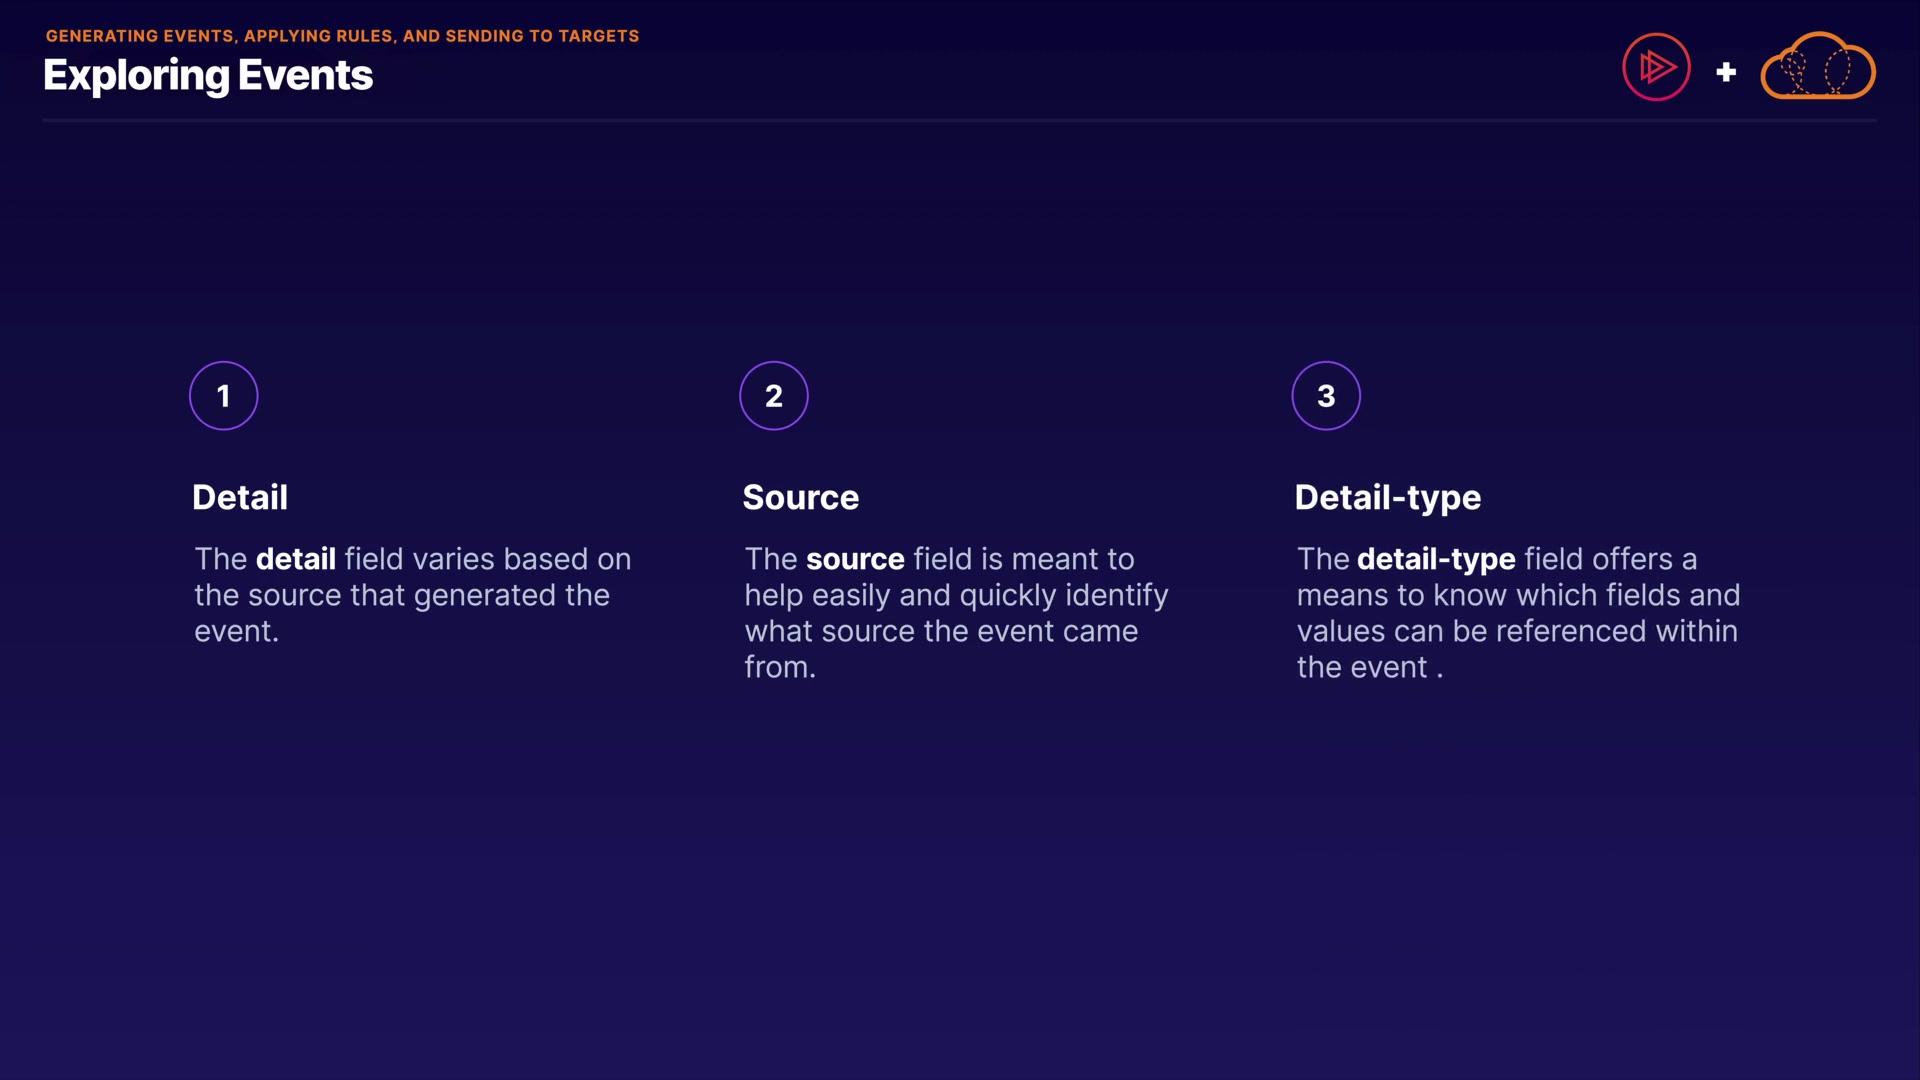 GENERATING EVENTS, APPLYING RULES, AND SENDING TO TARGETS
Exploring Events
+
1
Detail
The detail field varies based on
the source that generated the
event.
2
Source
The source field is meant to
help easily and quickly identify
what source the event came
from.
3
Detail-type
The detail-type field offers a
means to know which fields and
values can be referenced within
the event .